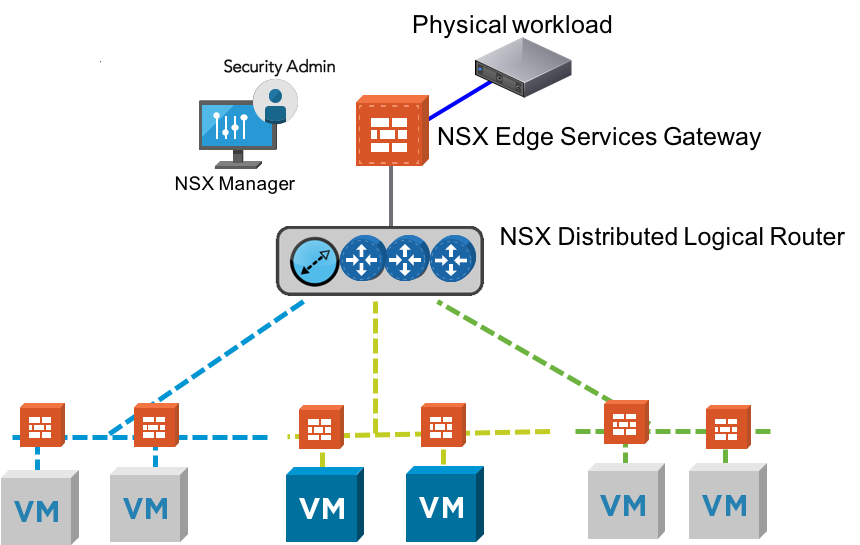 Physical workload
Security Admin
NSX Edge Services Gateway
NSX Manager
NSX Distributed Logical Router
VM
VM
VM
VM
VM
VM